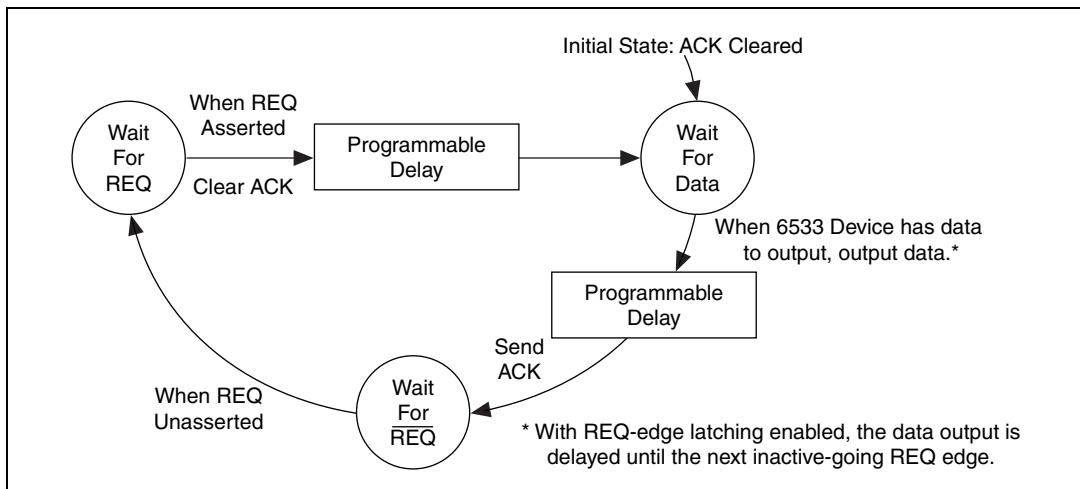 Initial State: ACK Cleared
When REQ
Asserted
Clear ACK
Wait
For
REQ
Programmable
Delay
Wait
For
Data
When 6533 Device has data
to output, output data.*
Programmable
Delay
Send
ACK
Wait
For
R̅E̅Q̅
When REQ
Unasserted
* With REQ-edge latching enabled, the data output is
delayed until the next inactive-going REQ edge.